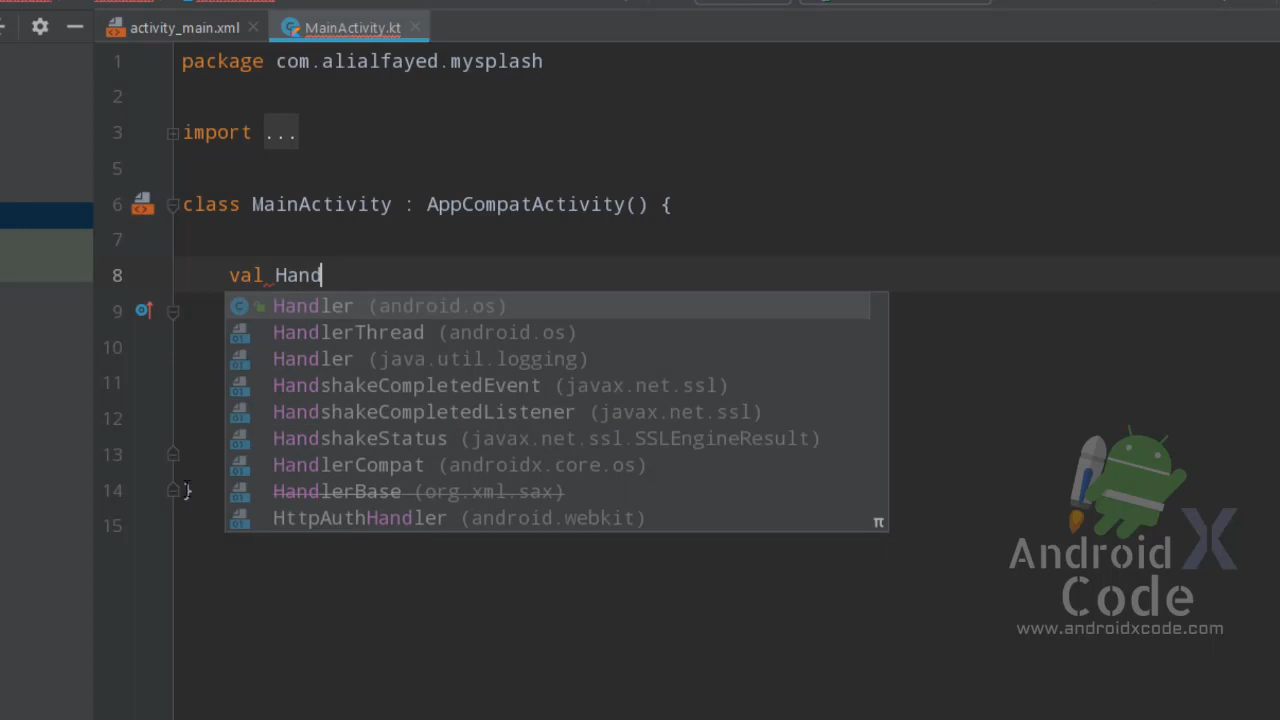 activity_main.xml MainActivity.kt
1 package com.alialfayed.mysplash
2
3 import ...
5
6 class MainActivity : AppCompatActivity() {
7
8 val Hand
9 Handler (android.os)
HandlerThread (android.os)
10 Handler (java.util.logging)
11 HandshakeCompletedEvent (javax.net.ssl)
12 HandshakeCompletedListener (javax.net.ssl)
HandshakeStatus (javax.net.ssl.SSLEngineResult)
13 HandlerCompat (androidx.core.os)
14 } HandlerBase (org.xml.sax)
15 HttpAuthHandler (android.webkit) π
Android X
Code
www.androidxcode.com